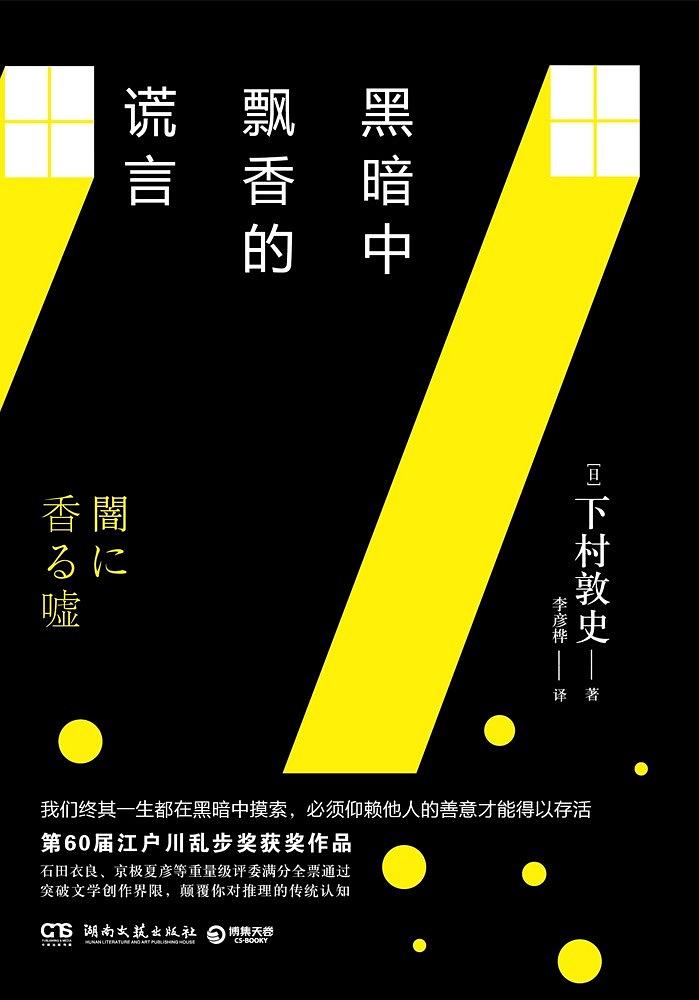 黑暗中
飘香的
谎言
闇に
香る嘘
[日]
下村敦史——著
李彦桦——译
我们终其一生都在黑暗中摸索，必须仰赖他人的善意才能得以存活
第60届江户川乱步奖获奖作品
石田衣良、京极夏彦等重量级评委满分全票通过
突破文学创作界限，颠覆你对推理的传统认知
湖南文艺出版社
HUNAN LITERATURE AND ART PUBLISHING HOUSE
博集天卷
CS-BOOKY